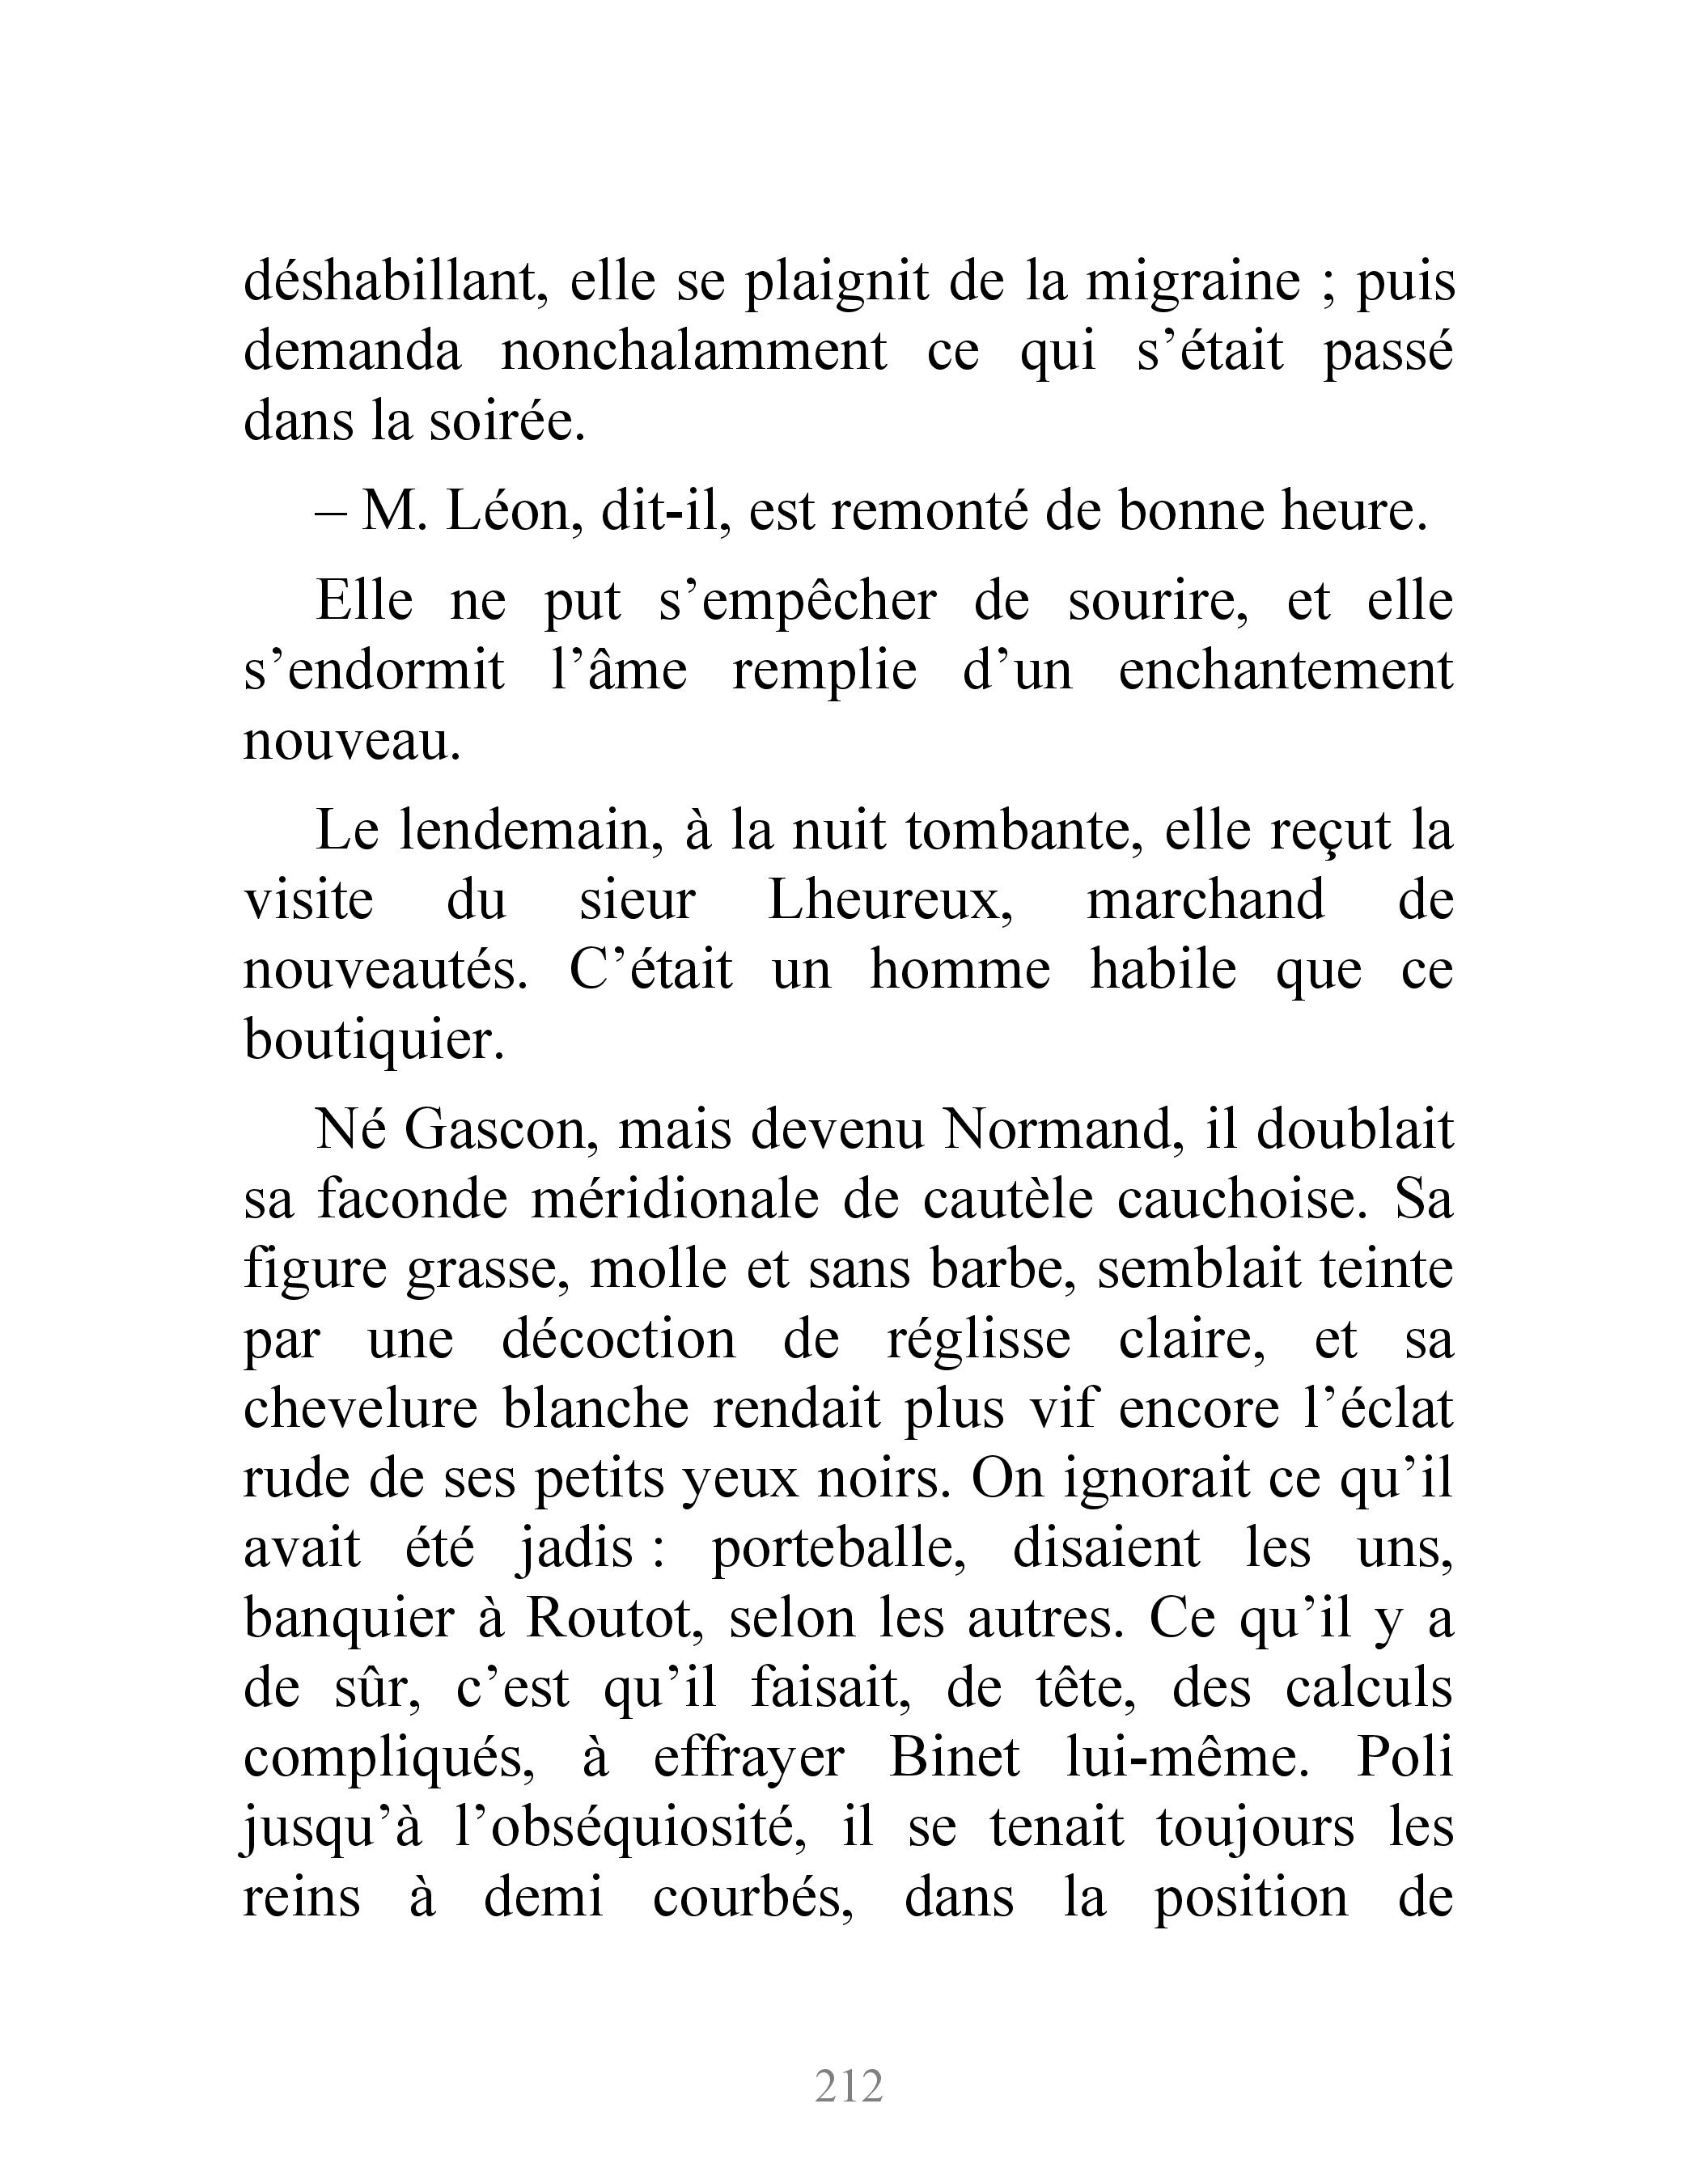 déshabillant, elle se plaignit de la migraine ; puis
demanda nonchalamment ce qui s’était passé
dans la soirée.
– M. Léon, dit-il, est remonté de bonne heure.
Elle ne put s’empêcher de sourire, et elle
s’endormit l’âme remplie d’un enchantement
nouveau.
Le lendemain, à la nuit tombante, elle reçut la
visite du sieur Lheureux, marchand de
nouveautés. C’était un homme habile que ce
boutiquier.
Né Gascon, mais devenu Normand, il doublait
sa faconde méridionale de cautèle cauchoise. Sa
figure grasse, molle et sans barbe, semblait teinte
par une décoction de réglisse claire, et sa
chevelure blanche rendait plus vif encore l’éclat
rude de ses petits yeux noirs. On ignorait ce qu’il
avait été jadis : porteballe, disaient les uns,
banquier à Routot, selon les autres. Ce qu’il y a
de sûr, c’est qu’il faisait, de tête, des calculs
compliqués, à effrayer Binet lui-même. Poli
jusqu’à l’obséquiosité, il se tenait toujours les
reins à demi courbés, dans la position de
212